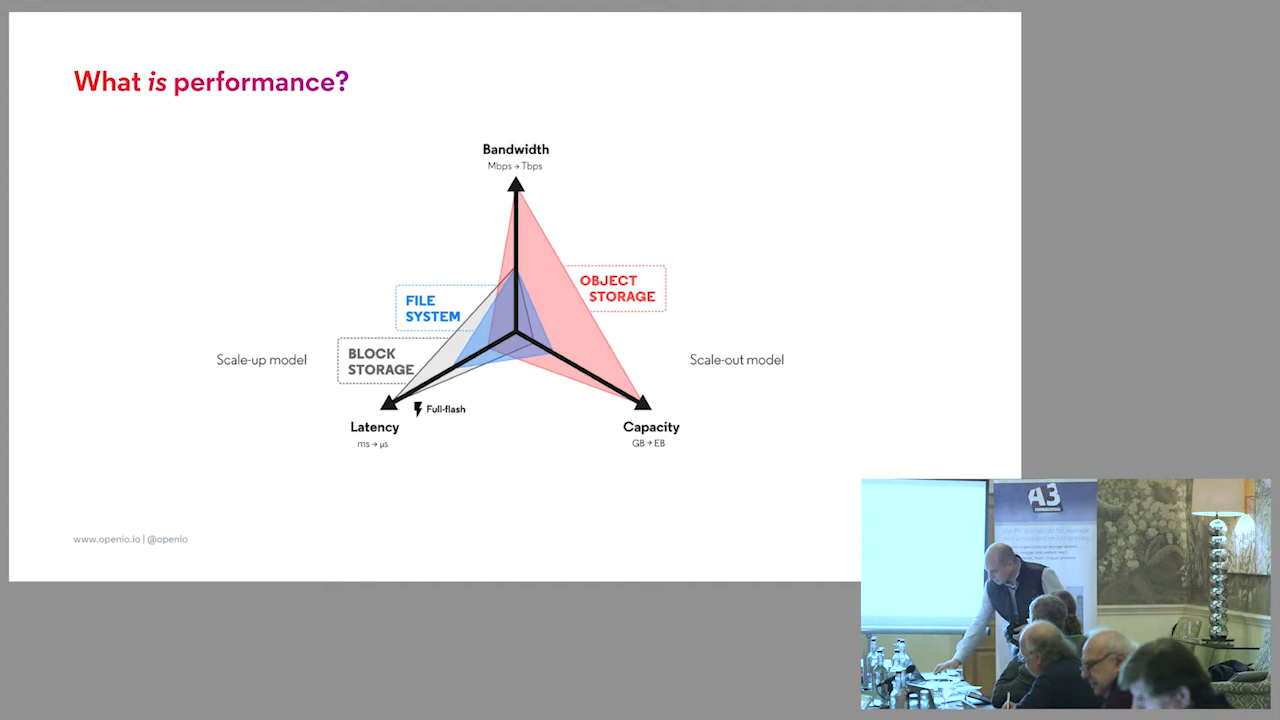 What is performance?
Bandwidth
Mbps → Tbps
OBJECT
STORAGE
FILE
SYSTEM
BLOCK
STORAGE
Scale-up model
Scale-out model
Full-flash
Latency
ms → µs
Capacity
GB → EB
www.openio.io | @openio
A3